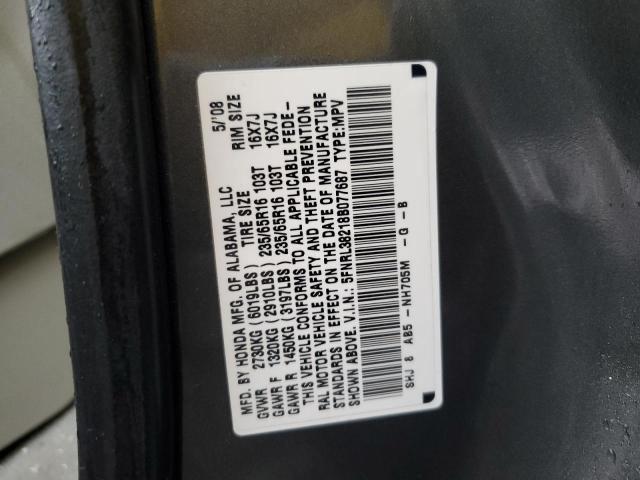 MFD. BY HONDA MFG. OF ALABAMA, LLC 5/'08
TIRE SIZE RIM SIZE
GVWR 2730KG (6019LBS)
GAWR F 1320KG (2910LBS) 235/65R16 103T 16X7J
GAWR R 1450KG (3197LBS) 235/65R16 103T 16X7J
THIS VEHICLE CONFORMS TO ALL APPLICABLE FEDE-
RAL MOTOR VEHICLE SAFETY AND THEFT PREVENTION
STANDARDS IN EFFECT ON THE DATE OF MANUFACTURE
SHOWN ABOVE. V.I.N.: 5FNRL38218B077687 TYPE:MPV
SHJ 8 AB5 - NH705M - G - B